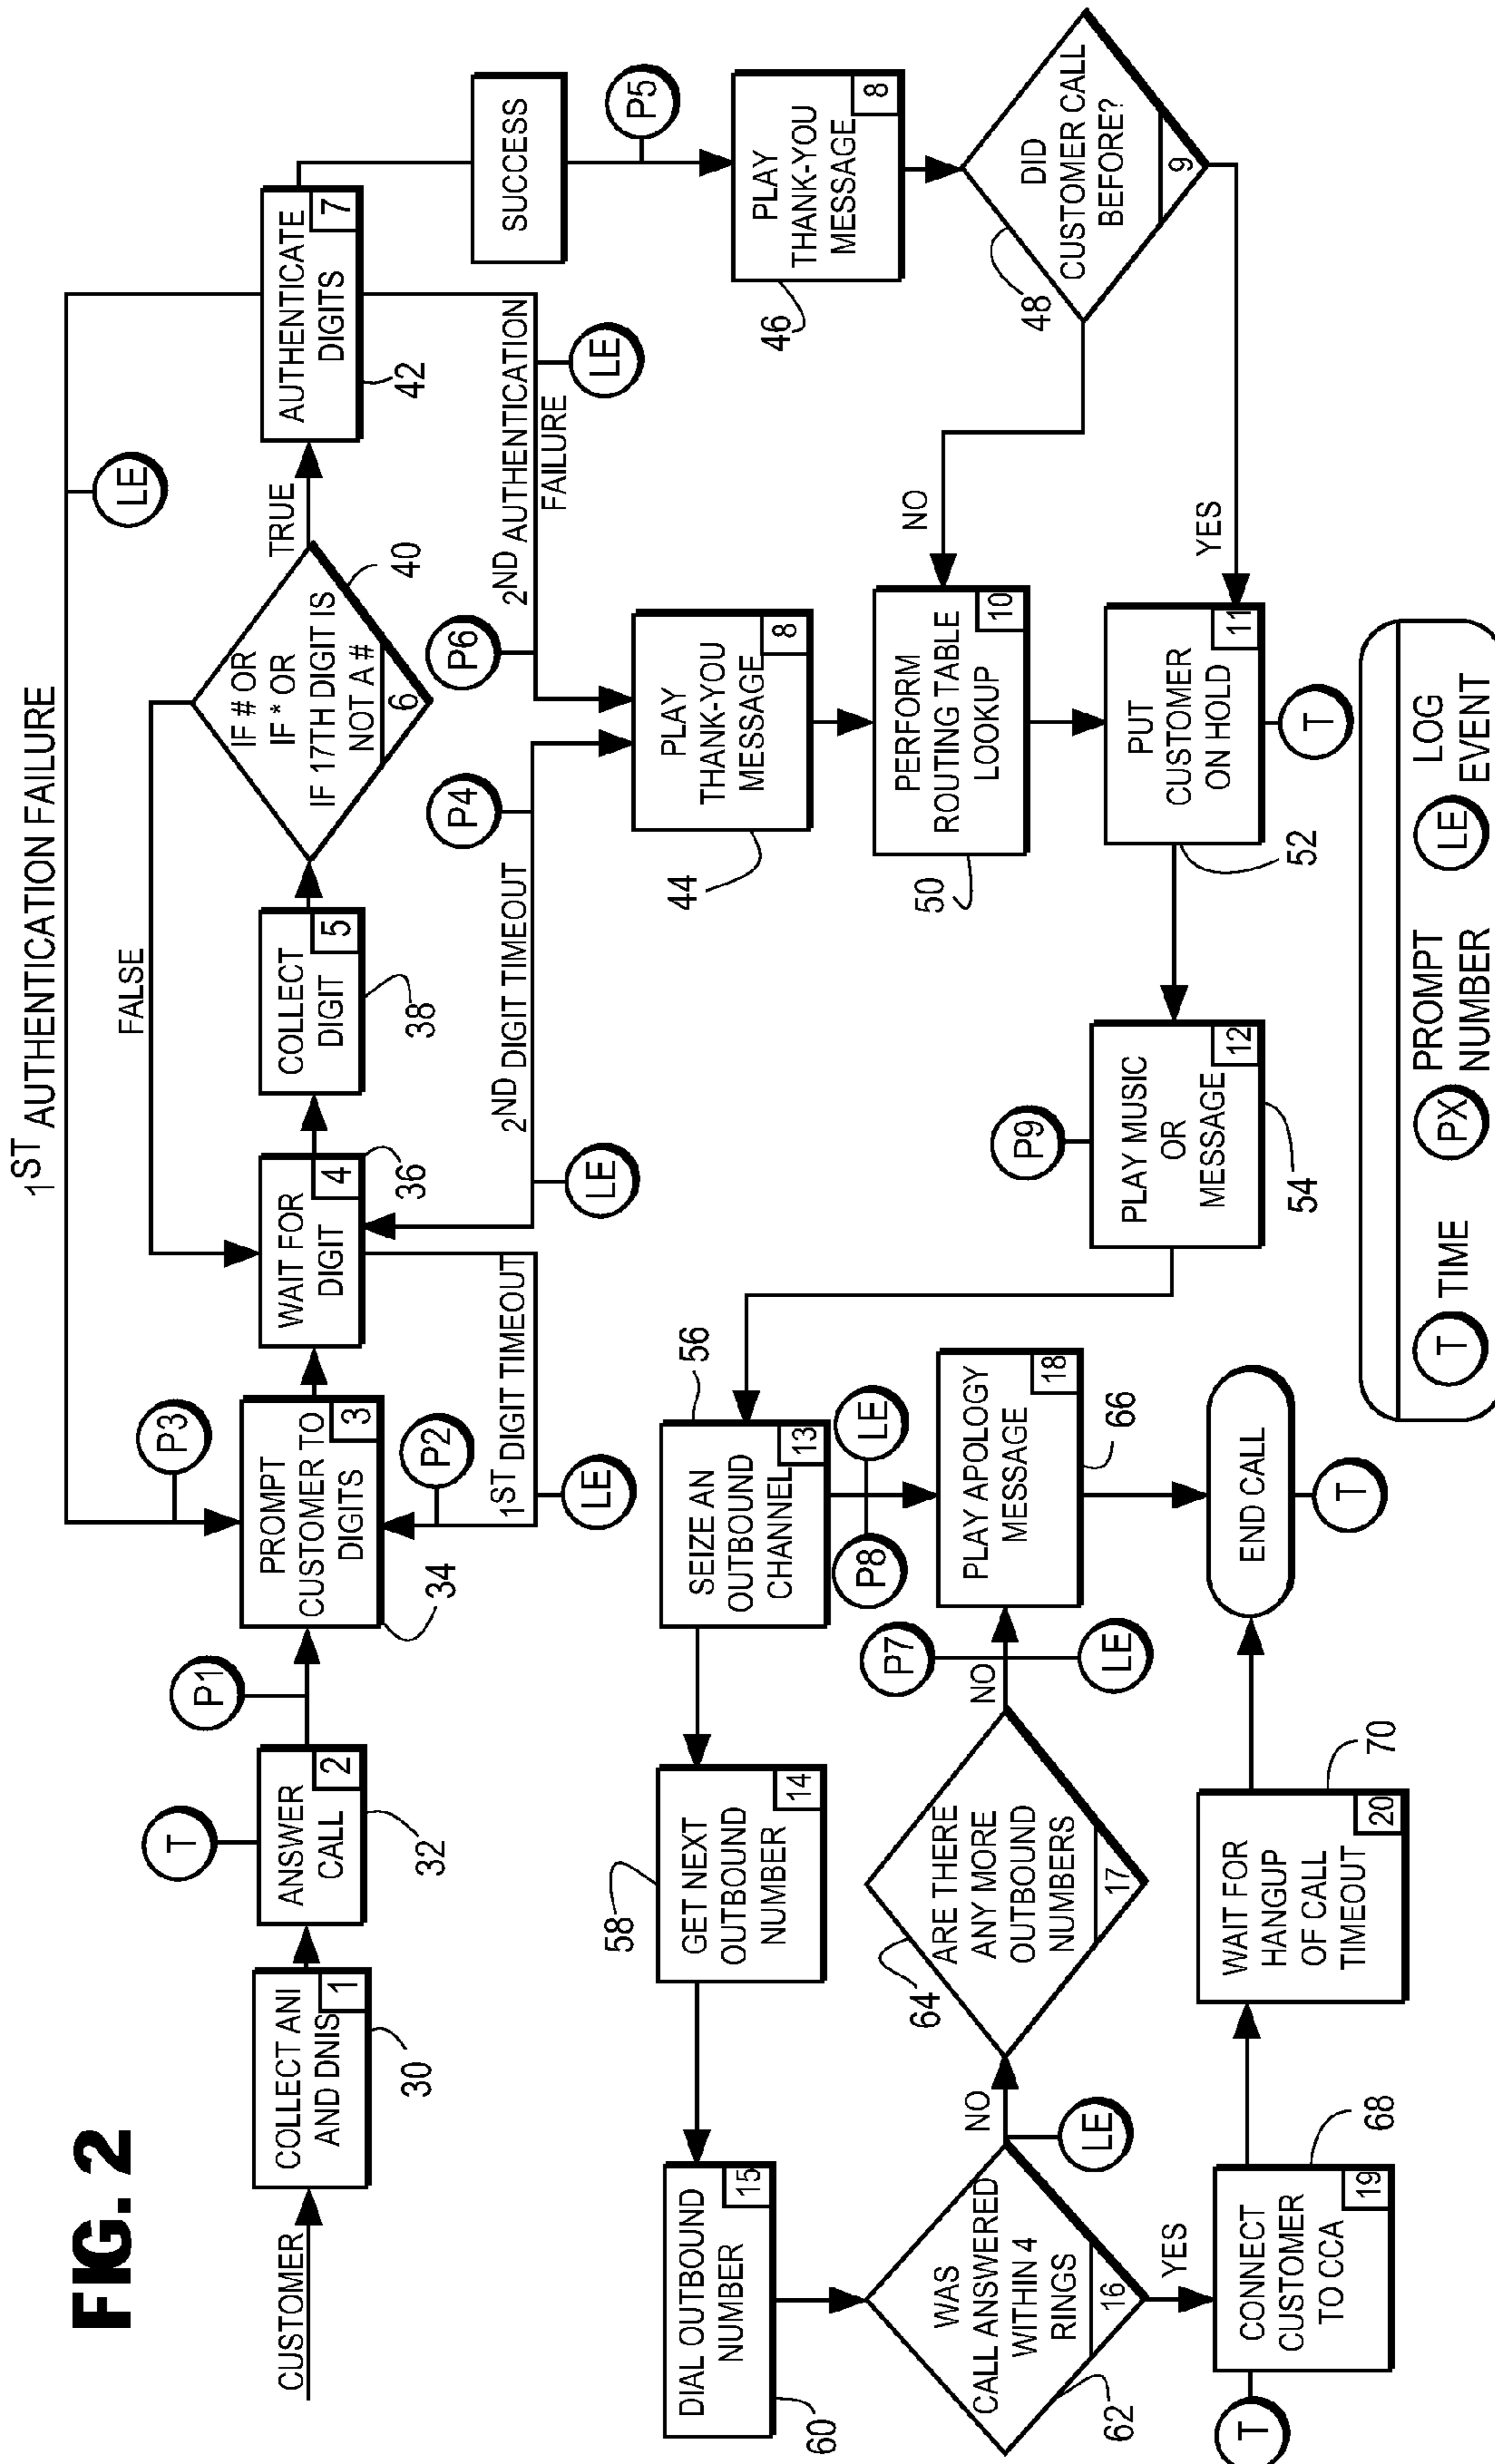 FIG. 2
1ST AUTHENTICATION FAILURE
CUSTOMER
COLLECT ANI
AND DNIS
1
30
T
ANSWER
CALL
2
32
P1
P3
PROMPT
CUSTOMER TO
DIGITS
3
34
P2
1ST DIGIT TIMEOUT
LE
FALSE
WAIT FOR
DIGIT
4
36
COLLECT
DIGIT
5
38
IF # OR
IF * OR
IF 17TH DIGIT IS
NOT A #
6
40
TRUE
LE
AUTHENTICATE
DIGITS
7
42
2ND DIGIT TIMEOUT
LE
P4
P6
2ND AUTHENTICATION
FAILURE
LE
SUCCESS
P5
PLAY
THANK-YOU
MESSAGE
8
44
PLAY
THANK-YOU
MESSAGE
8
46
DID
CUSTOMER CALL
BEFORE?
9
48
NO
YES
PERFORM
ROUTING TABLE
LOOKUP
10
50
PUT
CUSTOMER
ON HOLD
11
52
T
P9
PLAY MUSIC
OR
MESSAGE
12
54
SEIZE AN
OUTBOUND
CHANNEL
13
56
P8
LE
GET NEXT
OUTBOUND
NUMBER
14
58
DIAL OUTBOUND
NUMBER
15
60
WAS
CALL ANSWERED
WITHIN 4
RINGS
16
62
NO
LE
YES
ARE THERE
ANY MORE
OUTBOUND
NUMBERS
17
64
NO
P7
LE
PLAY APOLOGY
MESSAGE
18
66
T
CONNECT
CUSTOMER
TO CCA
19
68
WAIT FOR
HANGUP
OF CALL
TIMEOUT
20
70
END CALL
T
T TIME
PX PROMPT
NUMBER
LE LOG
EVENT